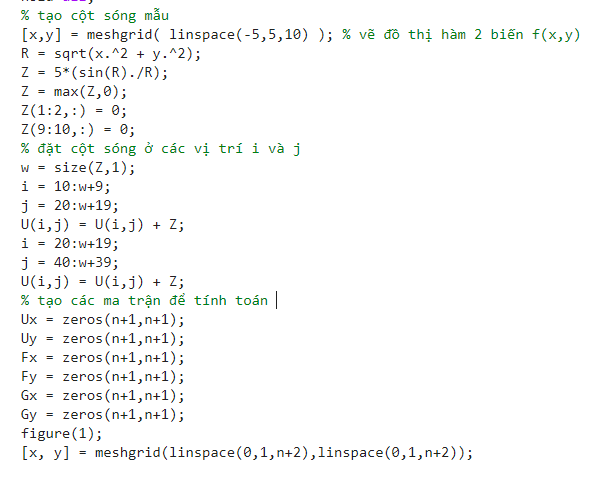 % tạo cột sóng mẫu
[x,y] = meshgrid( linspace(-5,5,10) ); % vẽ đồ thị hàm 2 biến f(x,y)
R = sqrt(x.^2 + y.^2);
Z = 5*(sin(R)./R);
Z = max(Z,0);
Z(1:2,:) = 0;
Z(9:10,:) = 0;
% đặt cột sóng ở các vị trí i và j
w = size(Z,1);
i = 10:w+9;
j = 20:w+19;
U(i,j) = U(i,j) + Z;
i = 20:w+19;
j = 40:w+39;
U(i,j) = U(i,j) + Z;
% tạo các ma trận để tính toán
Ux = zeros(n+1,n+1);
Uy = zeros(n+1,n+1);
Fx = zeros(n+1,n+1);
Fy = zeros(n+1,n+1);
Gx = zeros(n+1,n+1);
Gy = zeros(n+1,n+1);
figure(1);
[x, y] = meshgrid(linspace(0,1,n+2),linspace(0,1,n+2));